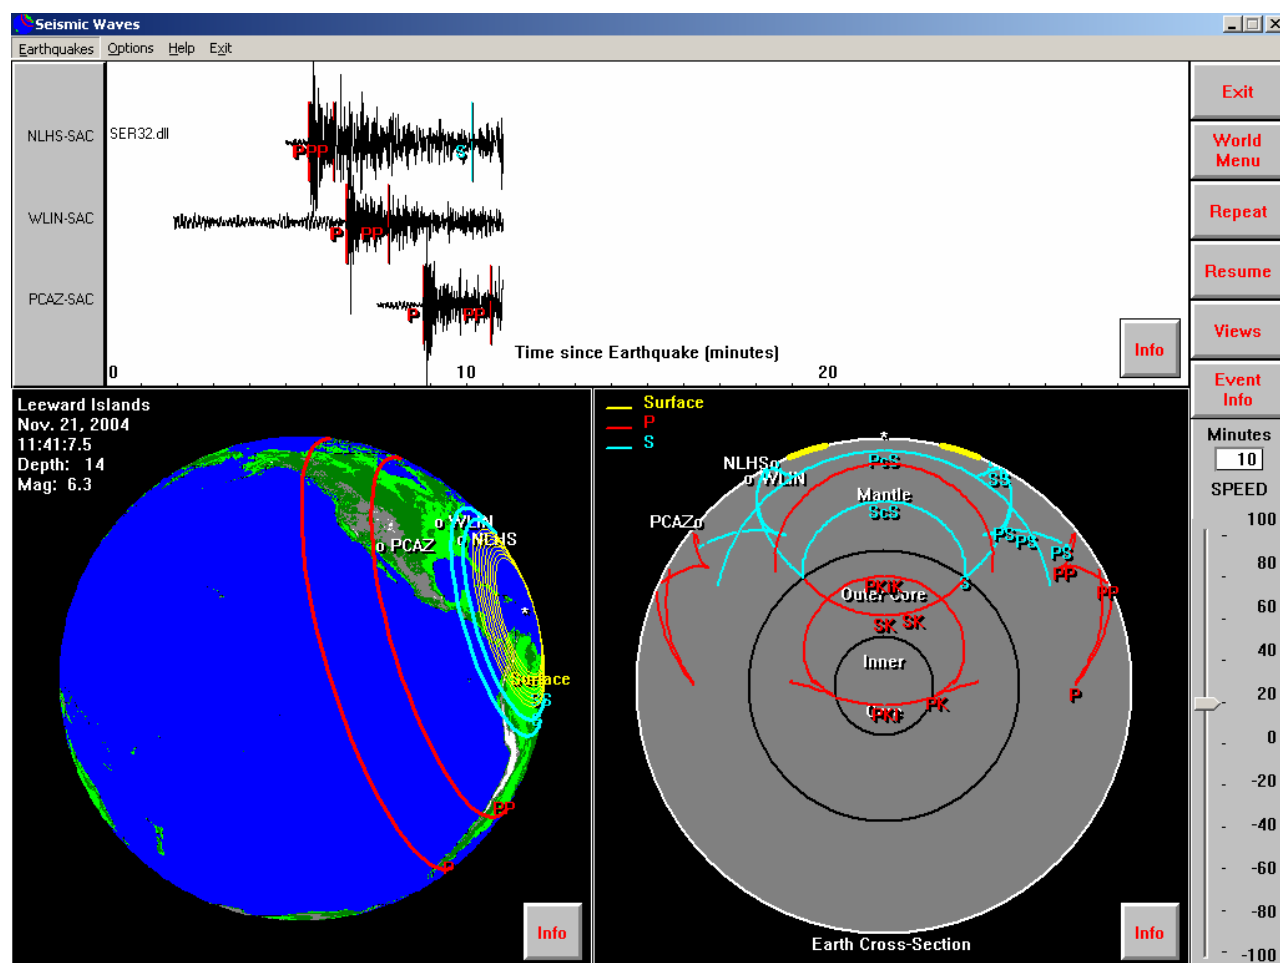 Seismic Waves
Earthquakes Options Help Exit
NLHS-SAC
SER32.dll
P PP
S
WLIN-SAC
P PP
PCAZ-SAC
P PP
Time since Earthquake (minutes)
0 10 20
Info
Exit
World Menu
Repeat
Resume
Views
Event Info
Minutes
10
SPEED
100
80
60
40
20
0
-20
-40
-60
-80
-100
Leeward Islands
Nov. 21, 2004
11:41:7.5
Depth: 14
Mag: 6.3
WLIN
NLHS
PCAZ
*
Surface
SS
S
PP
P
Info
Surface
P
S
*
NLHS
WLIN
PCAZ
PcS
SS
Mantle
ScS
PS
PS
PS
PP
PP
S
PKiK
Outer Core
SK SK
Inner
P
PK
Info
Earth Cross-Section